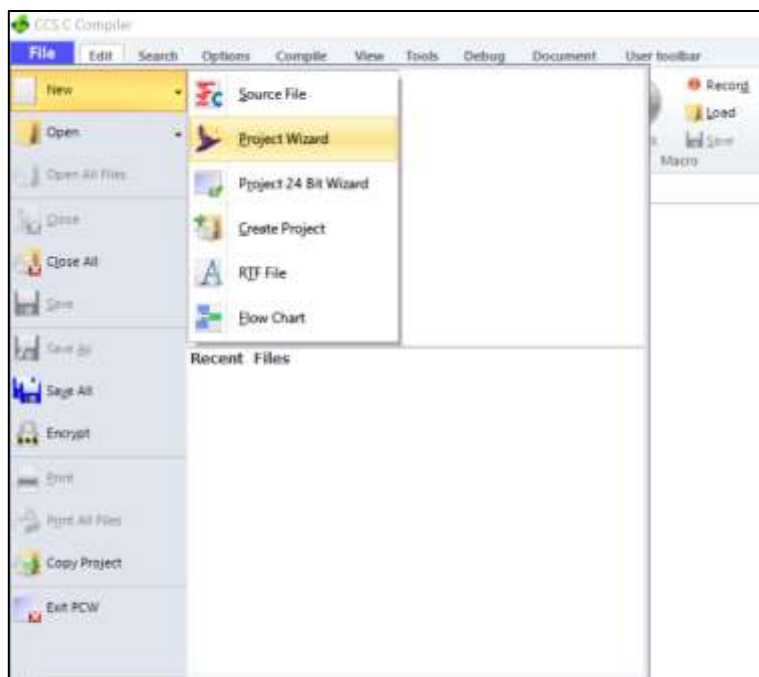 CCS C Compiler
File Edit Search Options Compile View Tools Debug Document User toolbar
New
Open
Open All Files
Close
Close All
Save
Save As
Save All
Encrypt
Print
Print All Files
Copy Project
Exit PCW
Source File
Project Wizard
Project 24 Bit Wizard
Create Project
RTF File
Flow Chart
Recent Files
Record
Load
Save
Macro